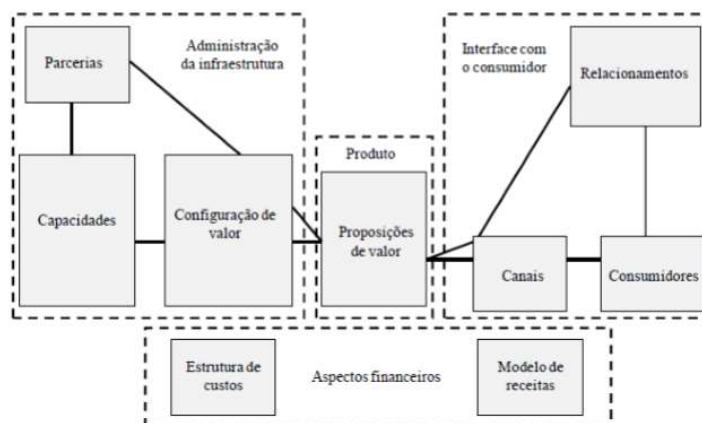 Parcerias
Administração
da infraestrutura
Capacidades
Configuração de
valor
Produto
Proposições
de valor
Interface com
o consumidor
Relacionamentos
Canais
Consumidores
Estrutura de
custos
Aspectos financeiros
Modelo de
receitas